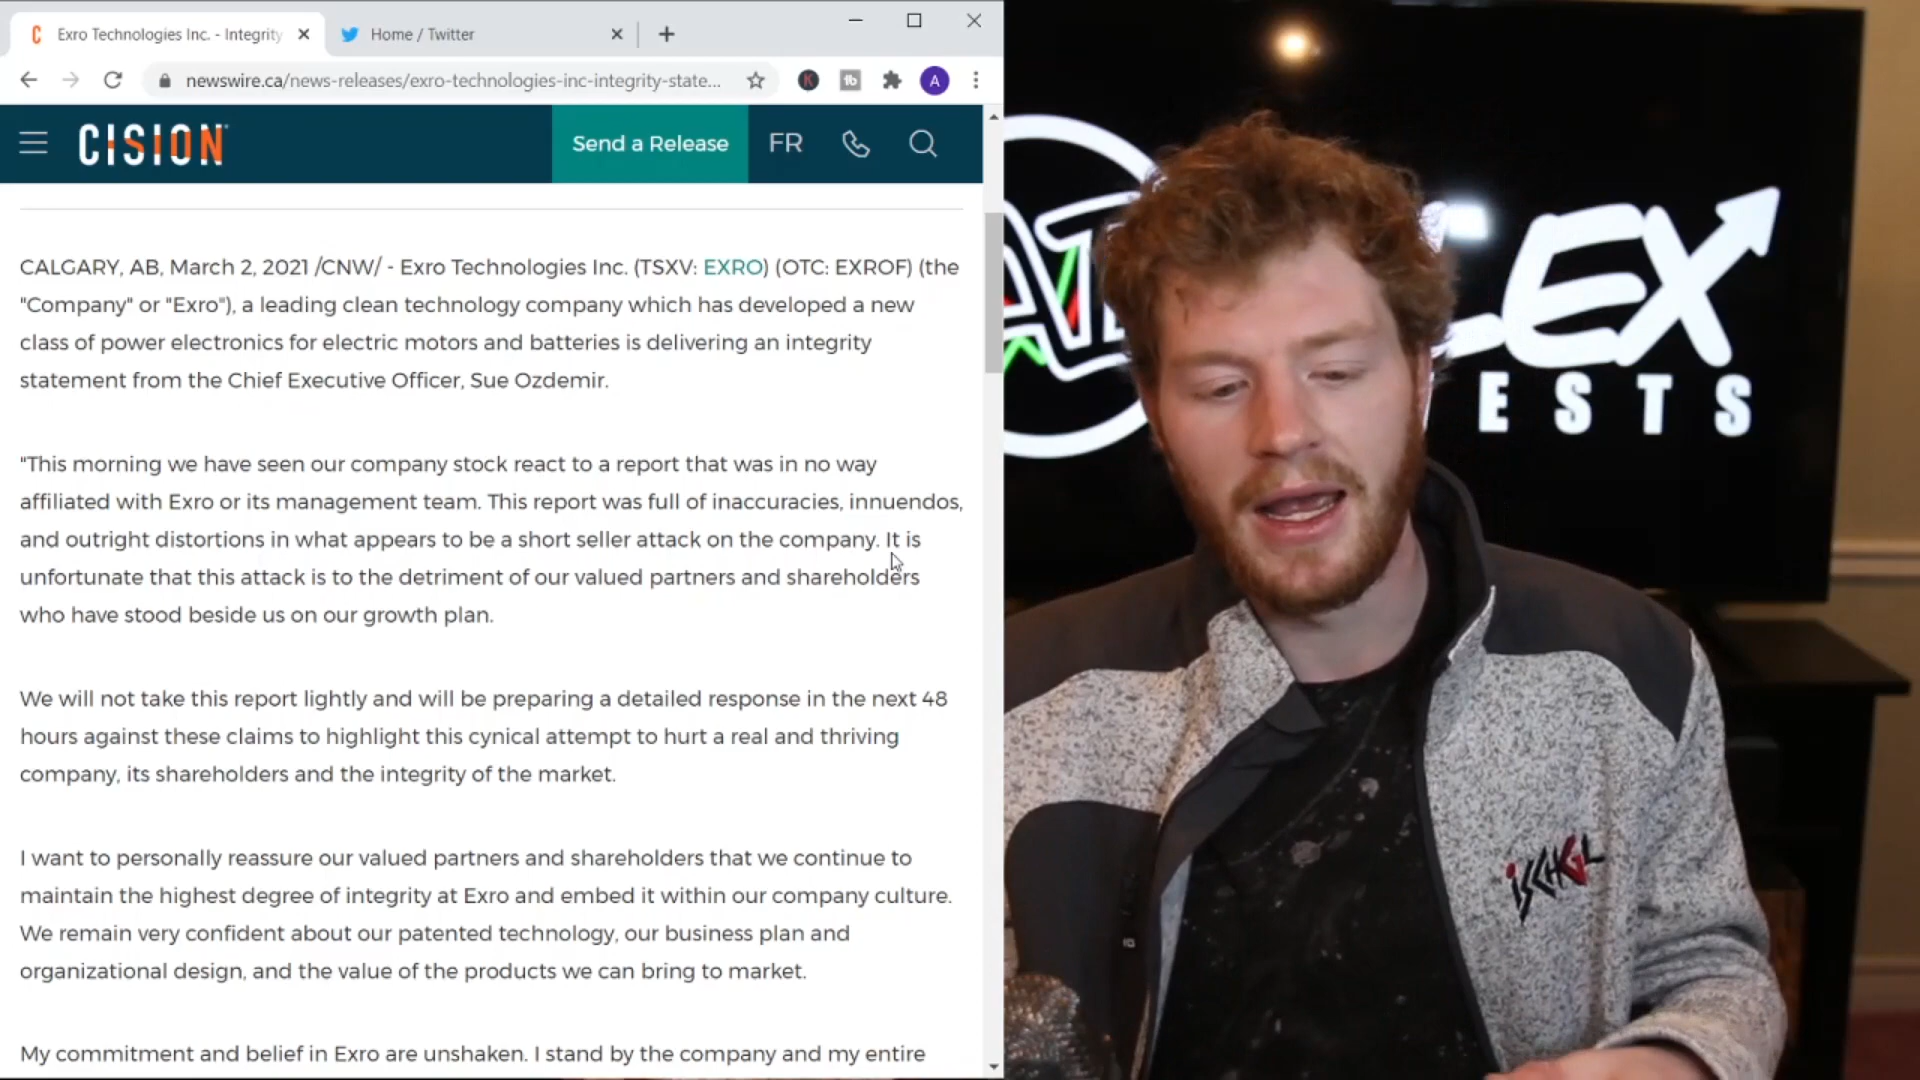 Exro Technologies Inc. - Integrity
Home / Twitter
newswire.ca/news-releases/exro-technologies-inc-integrity-state...
A
CISION
Send a Release
FR
CALGARY, AB, March 2, 2021 /CNW/ - Exro Technologies Inc. (TSXV: EXRO) (OTC: EXROF) (the
"Company" or "Exro"), a leading clean technology company which has developed a new
class of power electronics for electric motors and batteries is delivering an integrity
statement from the Chief Executive Officer, Sue Ozdemir.
"This morning we have seen our company stock react to a report that was in no way
affiliated with Exro or its management team. This report was full of inaccuracies, innuendos,
and outright distortions in what appears to be a short seller attack on the company. It is
unfortunate that this attack is to the detriment of our valued partners and shareholders
who have stood beside us on our growth plan.
We will not take this report lightly and will be preparing a detailed response in the next 48
hours against these claims to highlight this cynical attempt to hurt a real and thriving
company, its shareholders and the integrity of the market.
I want to personally reassure our valued partners and shareholders that we continue to
maintain the highest degree of integrity at Exro and embed it within our company culture.
We remain very confident about our patented technology, our business plan and
organizational design, and the value of the products we can bring to market.
My commitment and belief in Exro are unshaken. I stand by the company and my entire
LEX
ESTS
ISCHGL